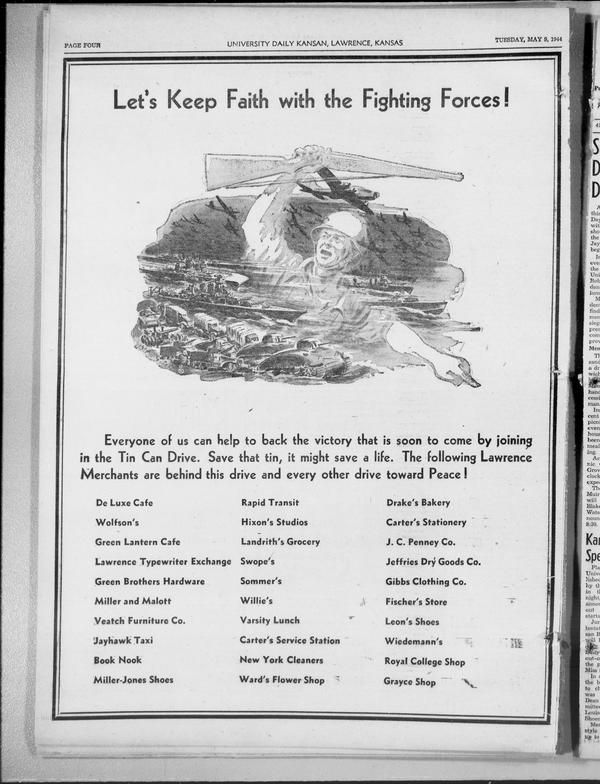 PAGE FOUR
UNIVERSITY DAILY KANSAN, LAWRENCE, KANSAS
TUESDAY, MAY 9, 1944
Let's Keep Faith with the Fighting Forces!
Everyone of us can help to back the victory that is soon to come by joining
in the Tin Can Drive. Save that tin, it might save a life. The following Lawrence
Merchants are behind this drive and every other drive toward Peace!
De Luxe Cafe
Wolfson's
Green Lantern Cafe
Lawrence Typewriter Exchange
Green Brothers Hardware
Miller and Malott
Veatch Furniture Co.
Jayhawk Taxi
Book Nook
Miller-Jones Shoes
Rapid Transit
Hixon's Studios
Landrith's Grocery
Swope's
Sommer's
Willie's
Varsity Lunch
Carter's Service Station
New York Cleaners
Ward's Flower Shop
Drake's Bakery
Carter's Stationery
J. C. Penney Co.
Jeffries Dry Goods Co.
Gibbs Clothing Co.
Fischer's Store
Leon's Shoes
Wiedemann's
Royal College Shop
Grayce Shop